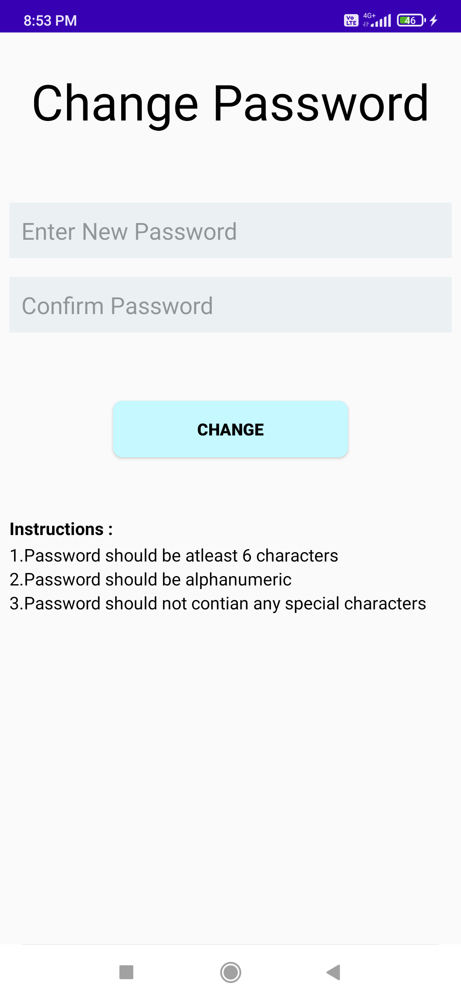 8:53 PM
Vo LTE 4G+ 46
Change Password
Enter New Password
Confirm Password
CHANGE
Instructions :
1.Password should be atleast 6 characters
2.Password should be alphanumeric
3.Password should not contian any special characters